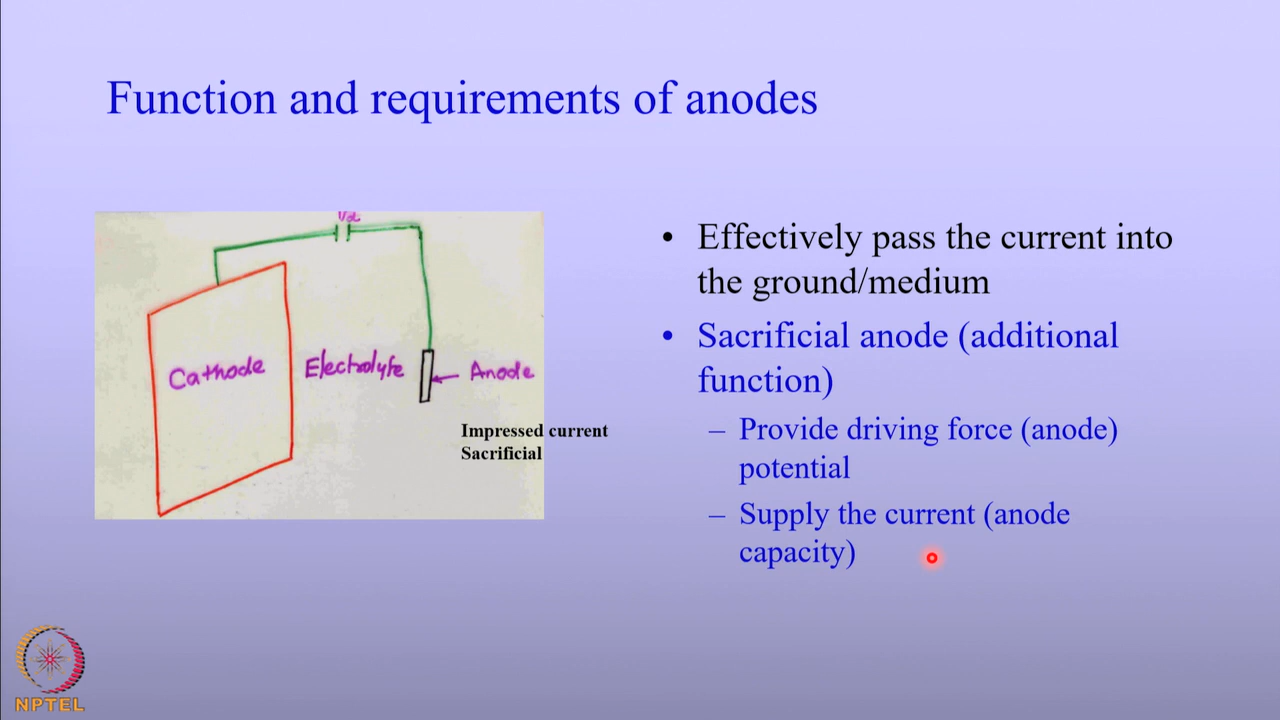 Function and requirements of anodes
Cathode
Electrolyte
Anode
Impressed current
Sacrificial
• Effectively pass the current into
the ground/medium
• Sacrificial anode (additional
function)
– Provide driving force (anode)
potential
– Supply the current (anode
capacity)
NPTEL